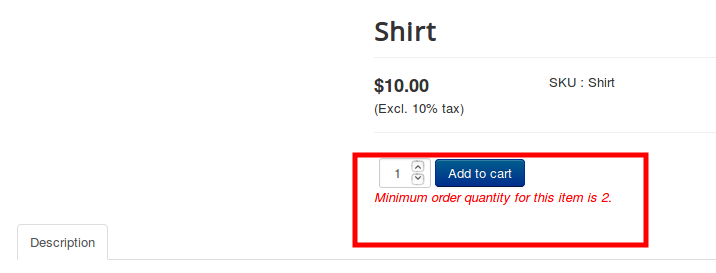 Shirt
$10.00
SKU : Shirt
(Excl. 10% tax)
1
Add to cart
Minimum order quantity for this item is 2.
Description